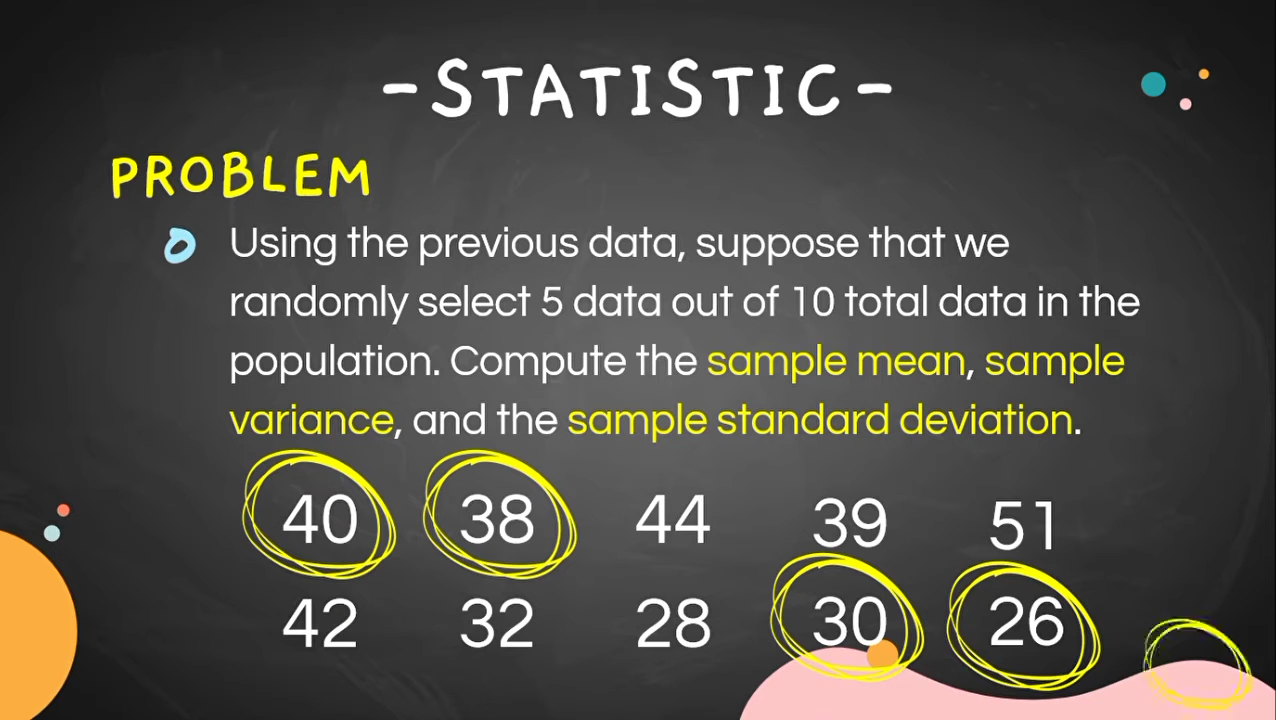 -STATISTIC-
PROBLEM
Using the previous data, suppose that we
randomly select 5 data out of 10 total data in the
population. Compute the sample mean, sample
variance, and the sample standard deviation.
40 38 44 39 51
42 32 28 30 26